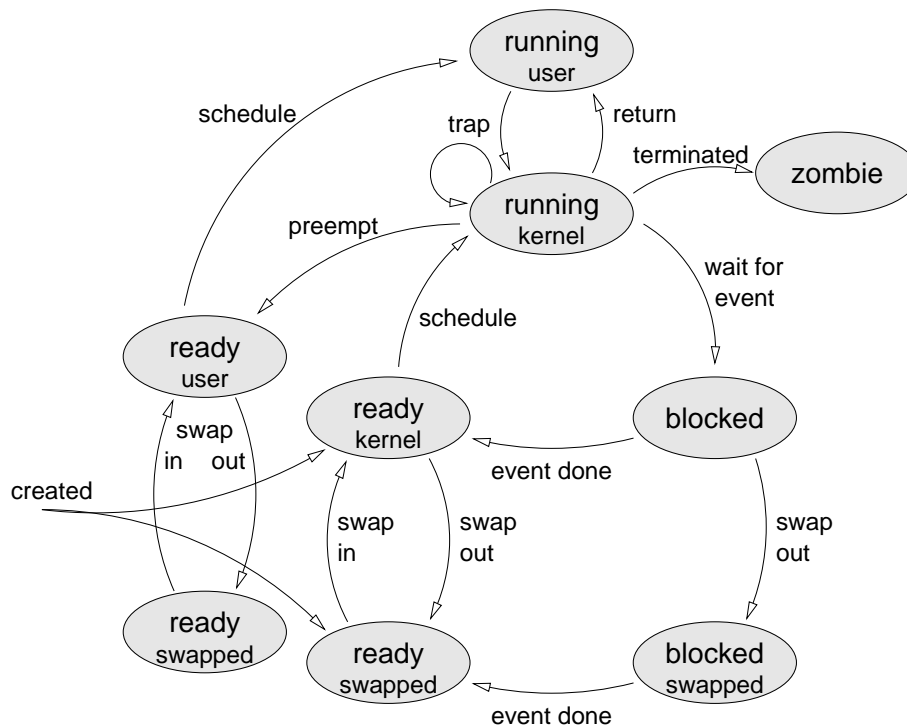 running
user
schedule
trap
return
terminated
zombie
running
kernel
preempt
wait for
event
schedule
ready
user
ready
kernel
blocked
swap
in out
event done
created
swap
in
swap
out
swap
out
ready
swapped
ready
swapped
blocked
swapped
event done